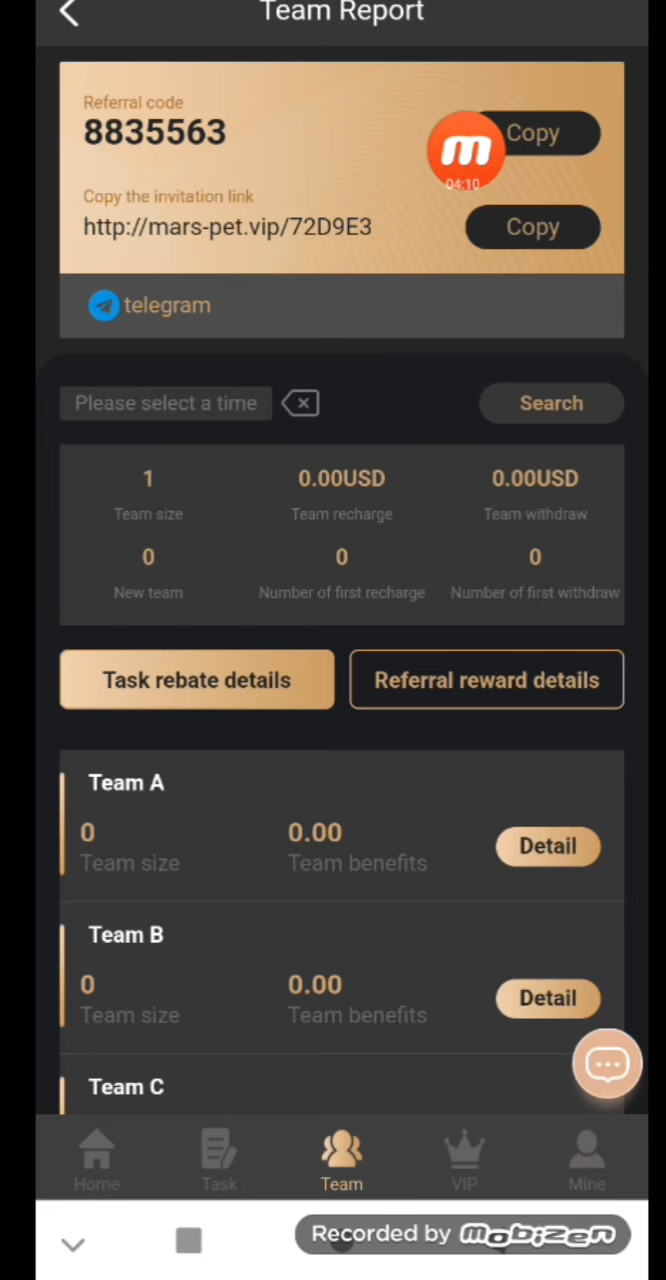 Team Report
Referral code
8835563
Copy
m
04:10
Copy the invitation link
http://mars-pet.vip/72D9E3
Copy
telegram
Please select a time
Search
1
0.00USD
0.00USD
Team size
Team recharge
Team withdraw
0
0
0
New team
Number of first recharge
Number of first withdraw
Task rebate details
Referral reward details
Team A
0
0.00
Team size
Team benefits
Detail
Team B
0
0.00
Team size
Team benefits
Detail
Team C
Home
Task
Team
VIP
Mine
Recorded by mobizen